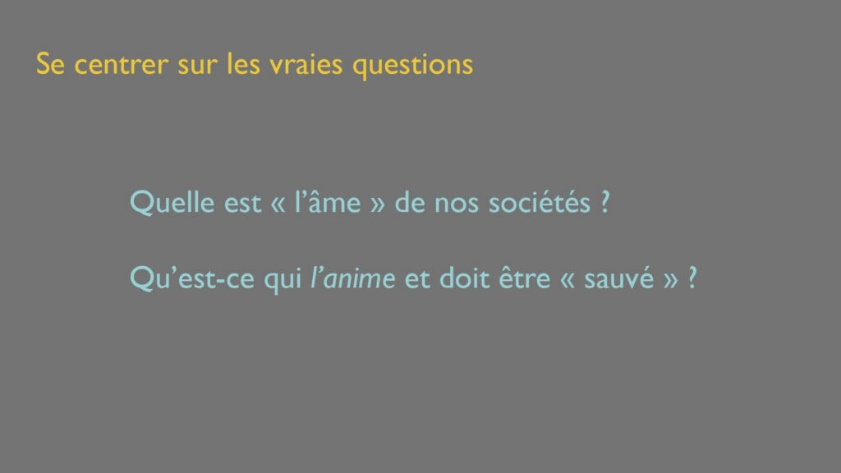 Se centrer sur les vraies questions
Quelle est « l’âme » de nos sociétés ?
Qu’est-ce qui l’anime et doit être « sauvé » ?